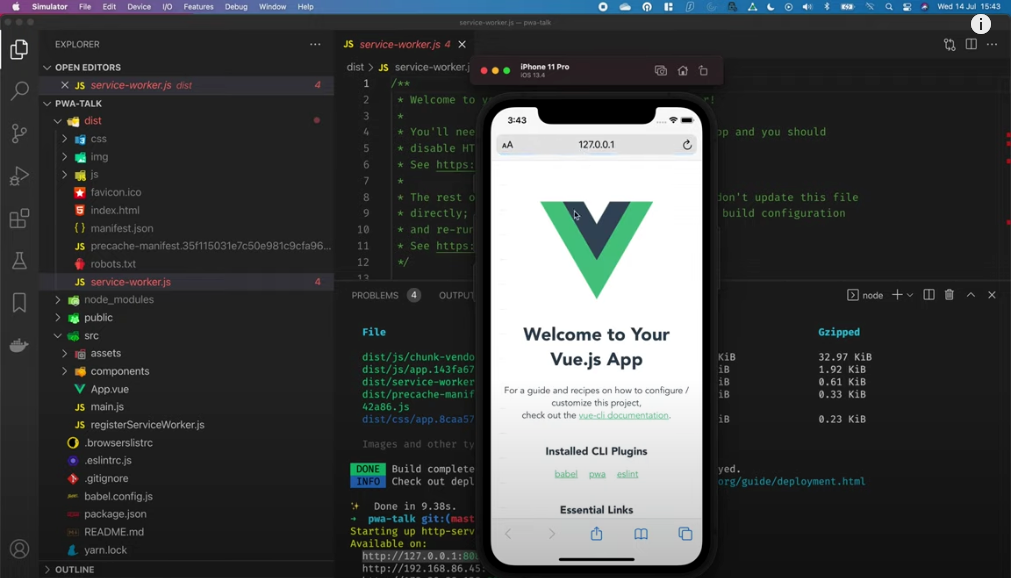 Simulator File Edit Device I/O Features Debug Window Help
Wed 14 Jul 15:43
service-worker.js — pwa-talk
EXPLORER
OPEN EDITORS
JS service-worker.js dist 4
PWA-TALK
dist
css
img
js
favicon.ico
index.html
manifest.json
precache-manifest.35f115031e7c50e981c9cfa96...
robots.txt
service-worker.js 4
node_modules
public
src
assets
components
App.vue
main.js
registerServiceWorker.js
.browserslistrc
.eslintrc.js
.gitignore
babel.config.js
package.json
README.md
yarn.lock
OUTLINE
JS service-worker.js 4
dist > JS service-worker.j
1 /**
2 * Welcome to yo r!
3 *
4 * You'll nee pp and you should
5 * disable HT
6 * See https:
7 *
8 * The rest o don't update this file
9 * directly; build configuration
10 * and re-run
11 * See https:
12 */
13
PROBLEMS 4 OUTPU
node
File Gzipped
dist/js/chunk-vendo KiB 32.97 KiB
dist/js/app.143fa67 iB 1.92 KiB
dist/service-worker iB 0.61 KiB
dist/precache-manif iB 0.33 KiB
42a86.js
dist/css/app.8caa57 iB 0.23 KiB
Images and other ty
DONE Build complete yed.
INFO Check out depl org/guide/deployment.html
Done in 9.38s.
pwa-talk git:(mast
Starting up http-serv
Available on:
http://127.0.0.1:80
http://192.168.86.45:
iPhone 11 Pro
iOS 13.4
3:43
AA 127.0.0.1
Welcome to Your
Vue.js App
For a guide and recipes on how to configure /
customize this project,
check out the vue-cli documentation.
Installed CLI Plugins
babel pwa eslint
Essential Links